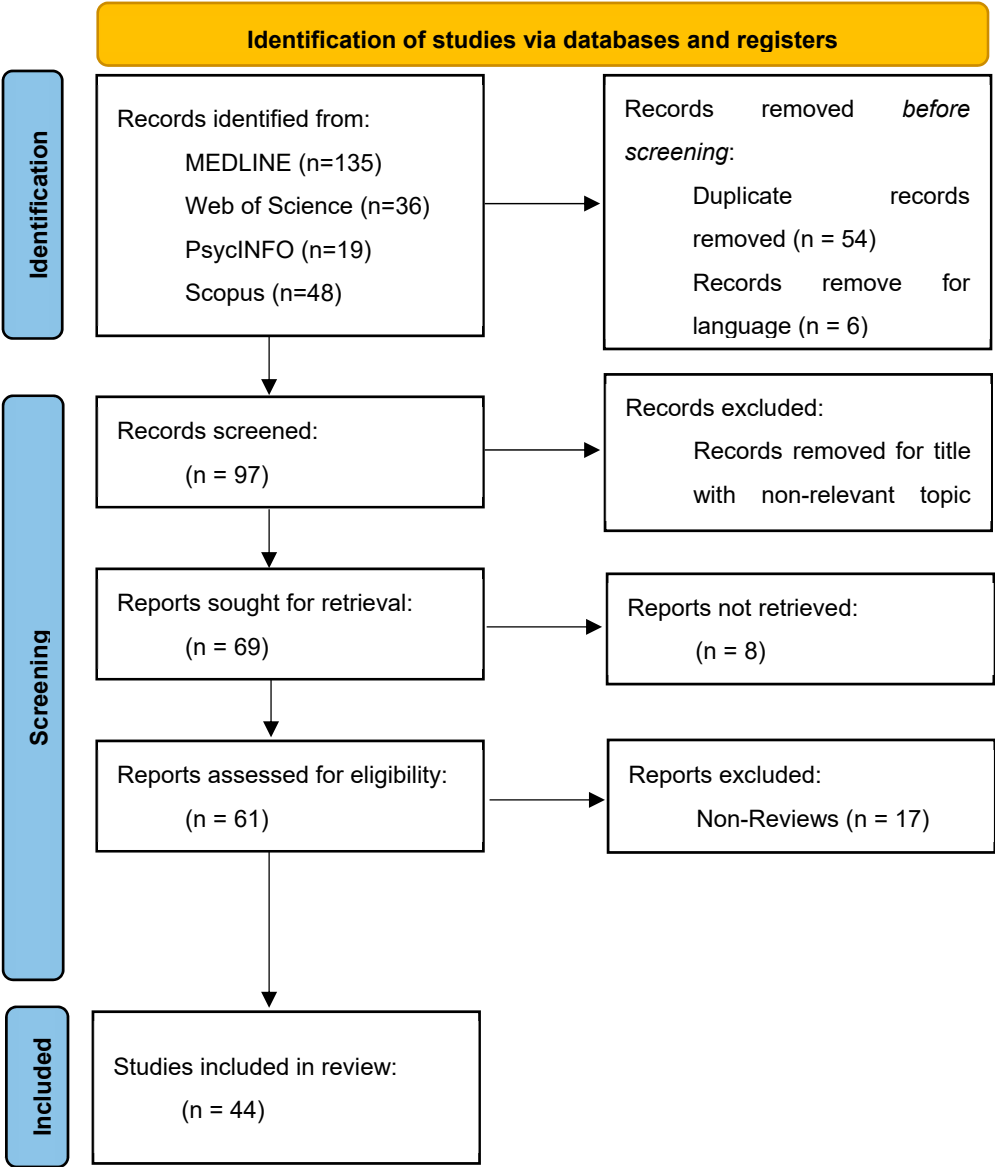 Identification of studies via databases and registers
Identification
Records identified from:
MEDLINE (n=135)
Web of Science (n=36)
PsycINFO (n=19)
Scopus (n=48)
Records removed before
screening:
Duplicate records
removed (n = 54)
Records remove for
language (n = 6)
Screening
Records screened:
(n = 97)
Records excluded:
Records removed for title
with non-relevant topic
Reports sought for retrieval:
(n = 69)
Reports not retrieved:
(n = 8)
Reports assessed for eligibility:
(n = 61)
Reports excluded:
Non-Reviews (n = 17)
Included
Studies included in review:
(n = 44)